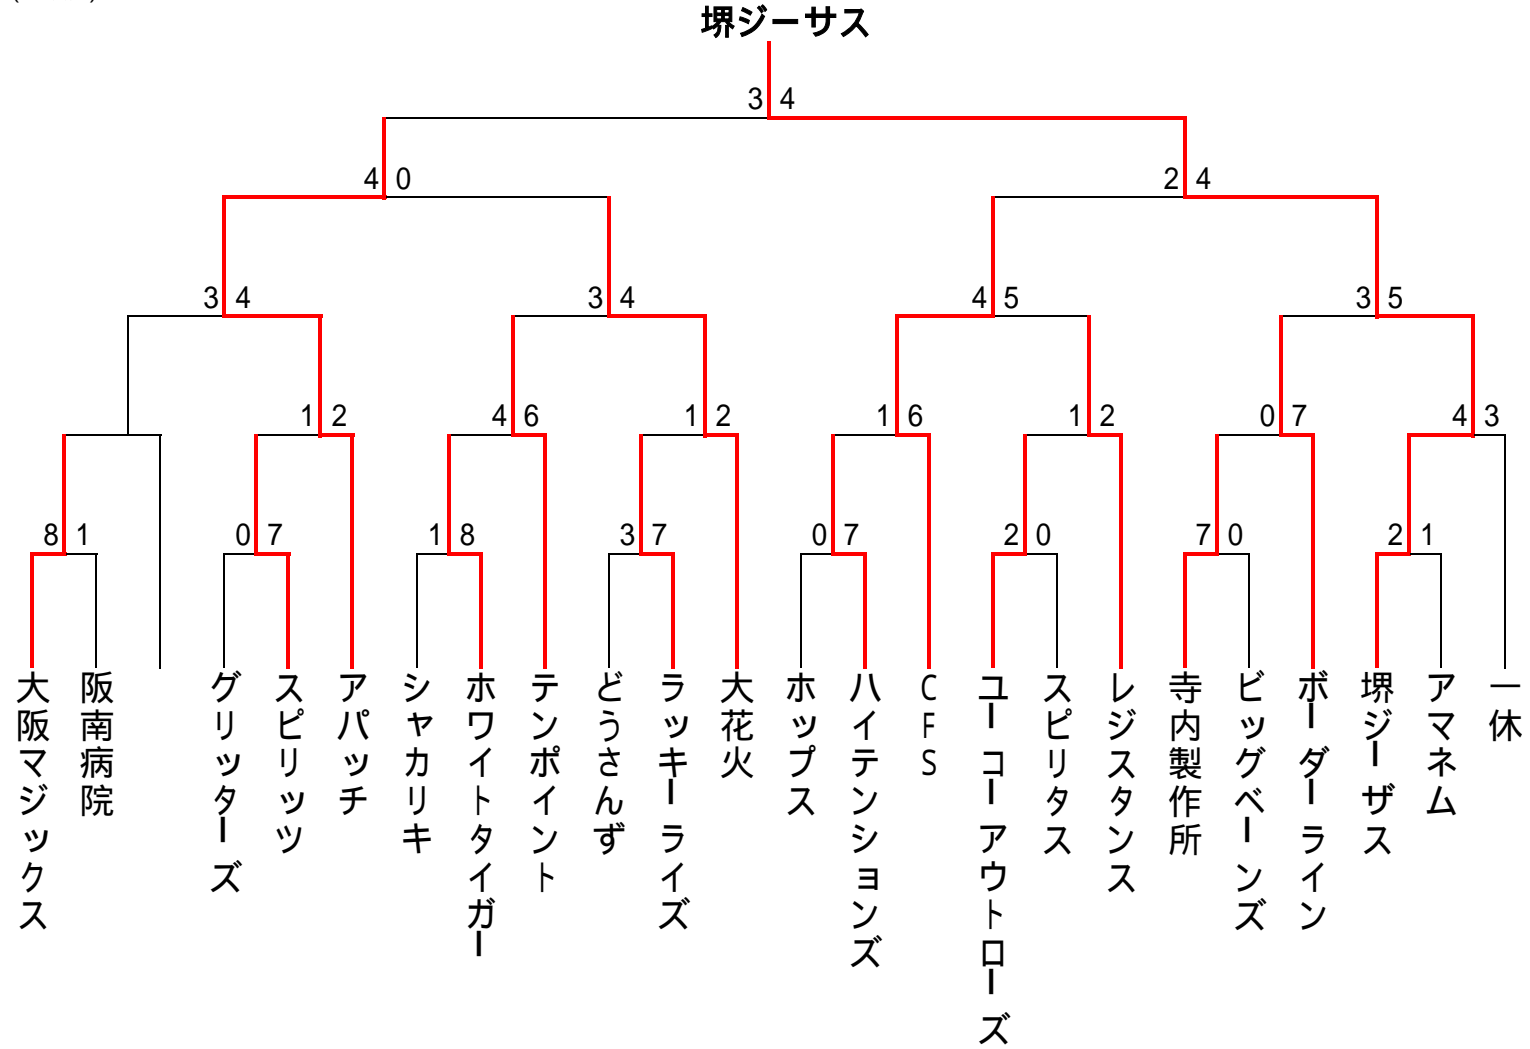 堺ジーサス
3 4
4 0
2 4
3 4
3 4
4 5
3 5
1 2
4 6
1 2
1 6
1 2
0 7
4 3
8 1
0 7
1 8
3 7
0 7
2 0
7 0
2 1
大阪マジックス
阪南病院
グリッターズ
スピリッツ
アパッチ
シャカリキ
ホワイトタイガー
テンポイント
どうさんず
ラッキーライズ
大花火
ホップス
ハイテンションズ
CFS
ユーコーアウトローズ
スピリタス
レジスタンス
寺内製作所
ビッグベーンズ
ボーダーライン
堺ジーザス
アマネム
一休